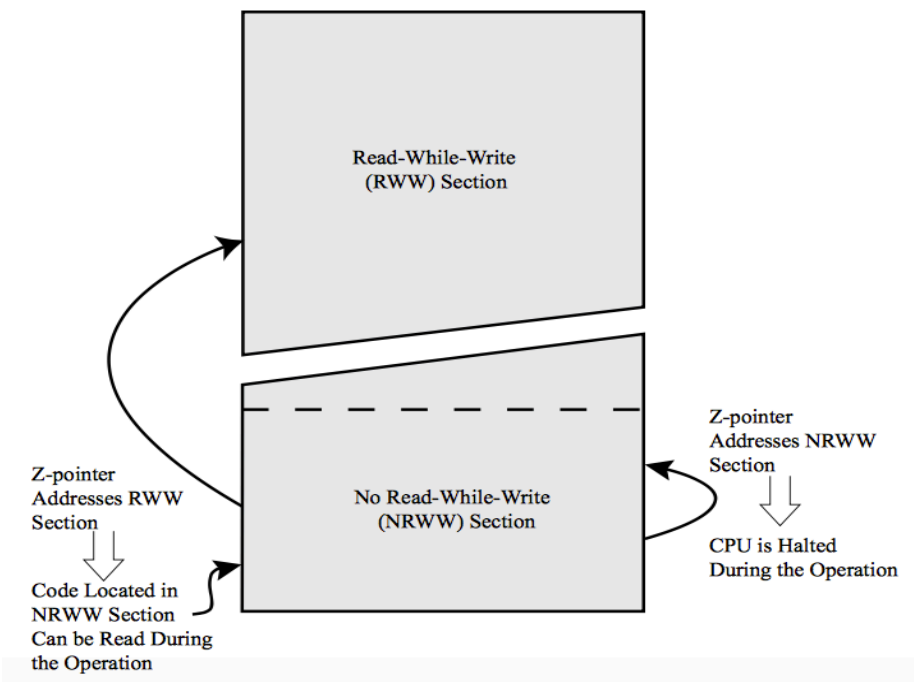 Read-While-Write
(RWW) Section
Z-pointer
Addresses NRWW
Section
Z-pointer
Addresses RWW
Section
No Read-While-Write
(NRWW) Section
CPU is Halted
During the Operation
Code Located in
NRWW Section
Can be Read During
the Operation